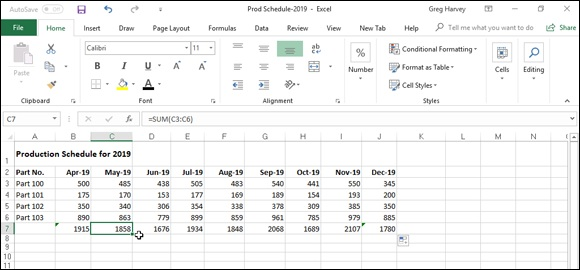 AutoSave Off Prod Schedule-2019 - Excel Greg Harvey
File Home Insert Draw Page Layout Formulas Data Review View New Tab Help Tell me what you want to do Share
Paste Calibri 11 Number Conditional Formatting Cells Editing
B I U A A Format as Table
Cell Styles
Clipboard Font Alignment Styles
C7 fx =SUM(C3:C6)
A B C D E F G H I J K L M N
1 Production Schedule for 2019
2 Part No. Apr-19 May-19 Jun-19 Jul-19 Aug-19 Sep-19 Oct-19 Nov-19 Dec-19
3 Part 100 500 485 438 505 483 540 441 550 345
4 Part 101 175 170 153 177 169 189 154 193 200
5 Part 102 350 340 306 354 338 378 309 385 350
6 Part 103 890 863 779 899 859 961 785 979 885
7 1915 1858 1676 1934 1848 2068 1689 2107 1780
8
9
10
11